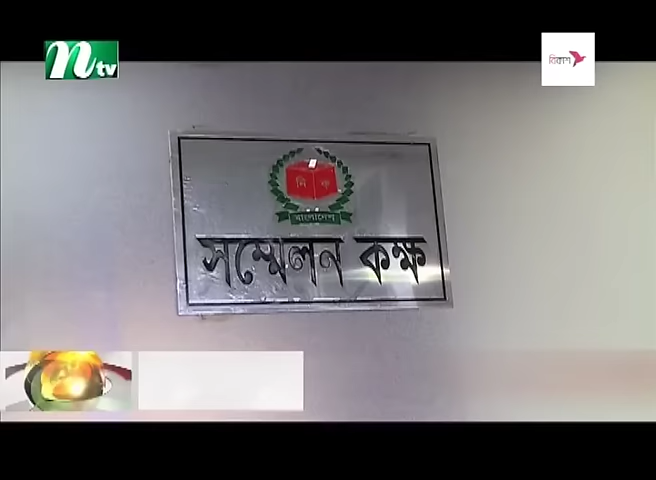 ntv
বিকাশ
নি ক
বাংলাদেশ
সম্মেলন কক্ষ